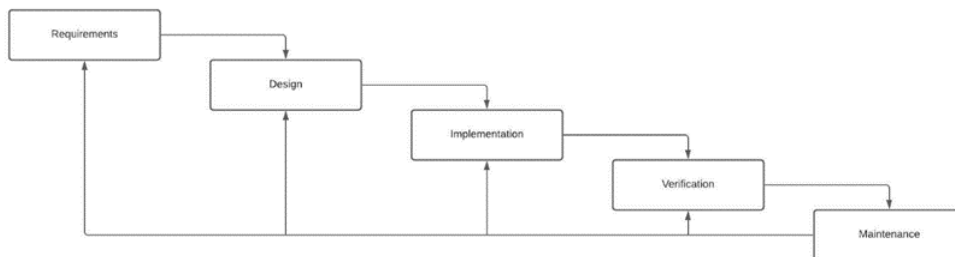 Requirements
Design
Implementation
Verification
Maintenance